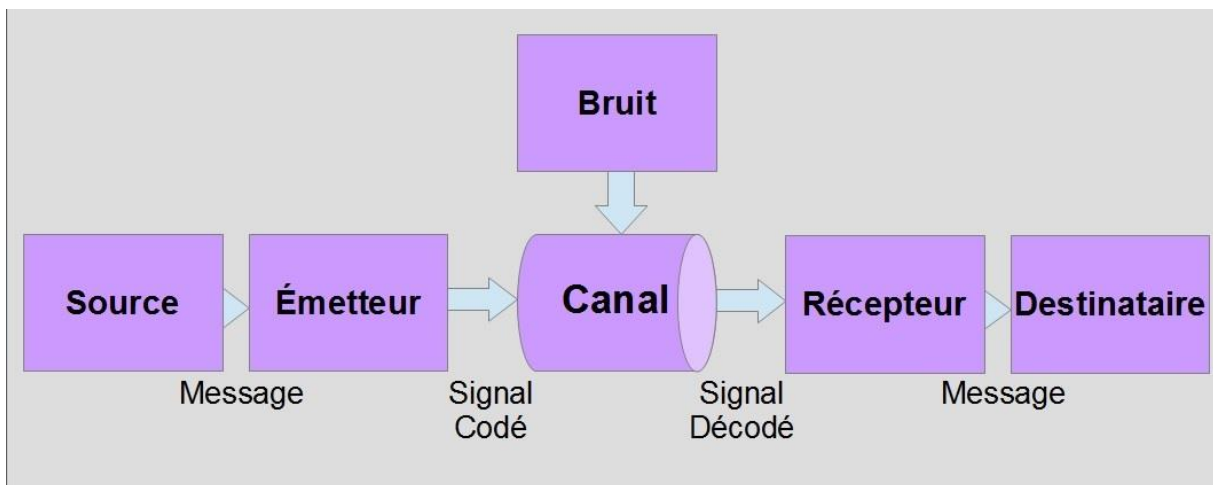 Bruit
Source
Émetteur
Canal
Récepteur
Destinataire
Message
Signal
Codé
Signal
Décodé
Message